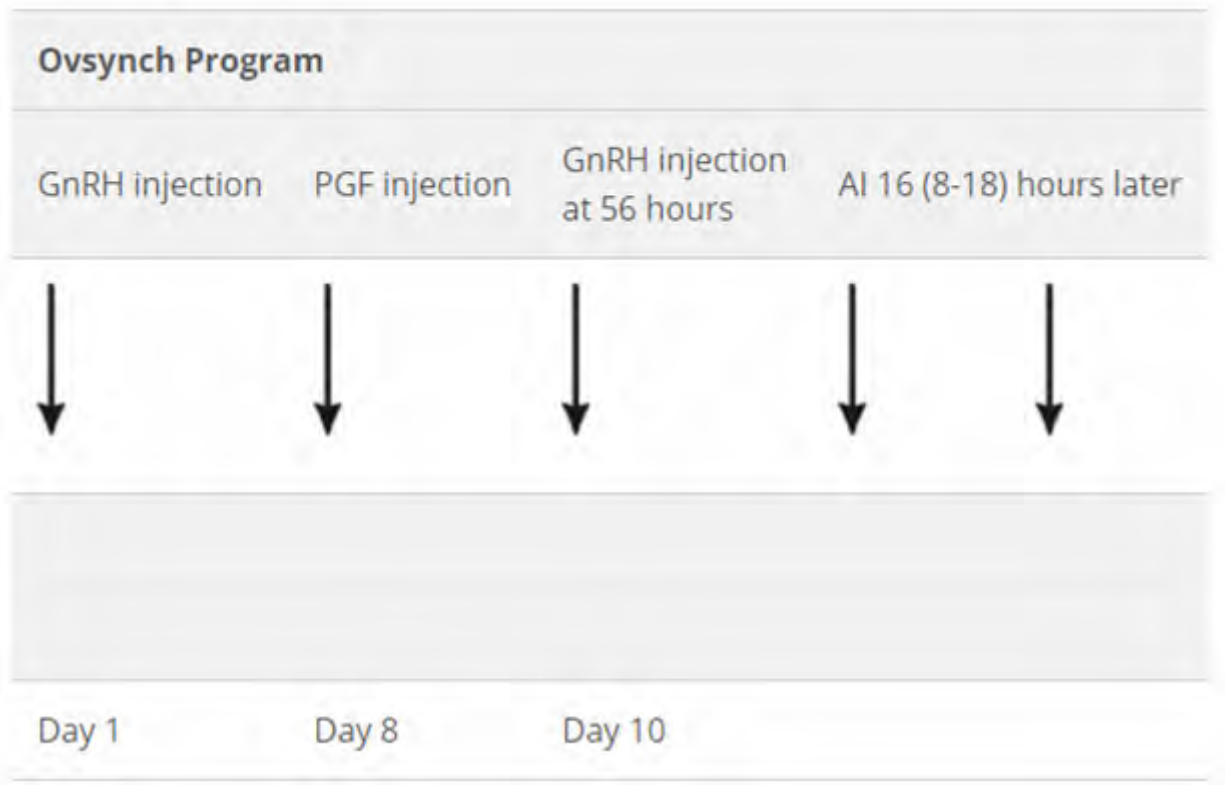 Ovsynch Program
GnRH injection
PGF injection
GnRH injection
at 56 hours
AI 16 (8-18) hours later
Day 1
Day 8
Day 10